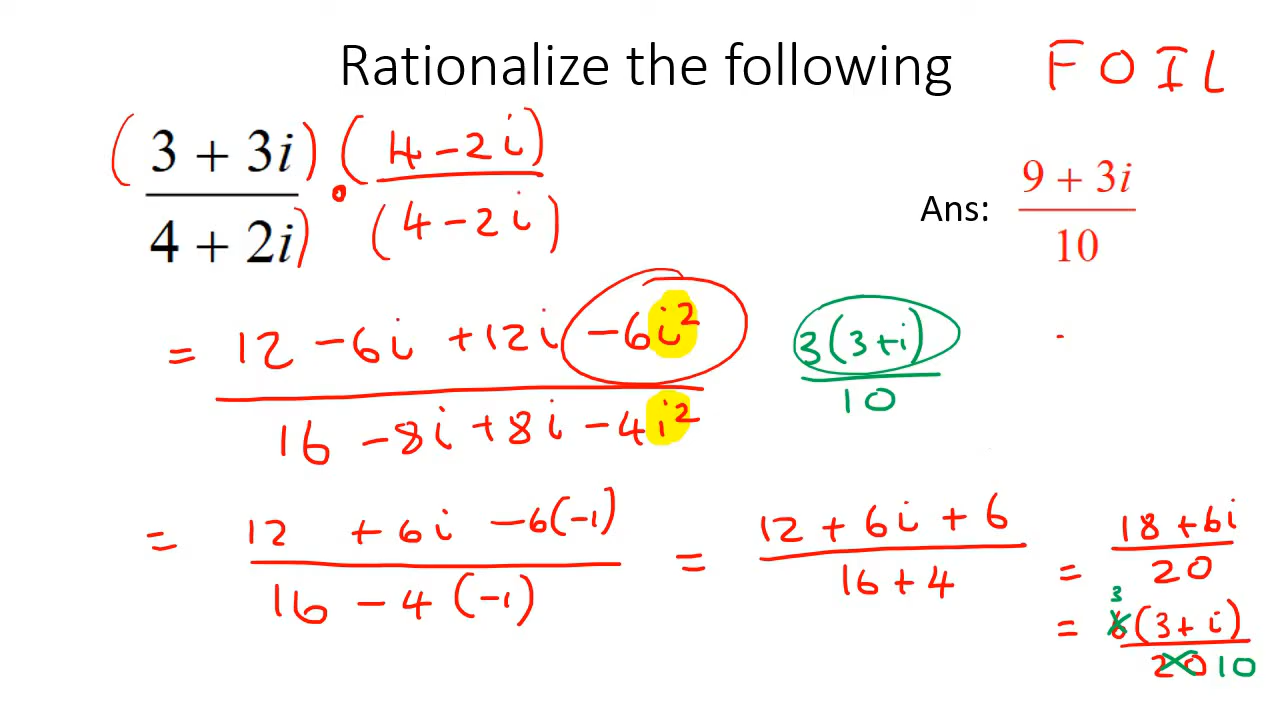 Rationalize the following
F O I L
(3 + 3i) / (4 + 2i) • (4 - 2i) / (4 - 2i)
Ans: 9 + 3i / 10
= 12 - 6i + 12i - 6i² / 16 - 8i + 8i - 4i²
3(3+i) / 10
= 12 + 6i - 6(-1) / 16 - 4(-1) = 12 + 6i + 6 / 16 + 4 = 18 + 6i / 20
3
= 6(3 + i) / 20 10